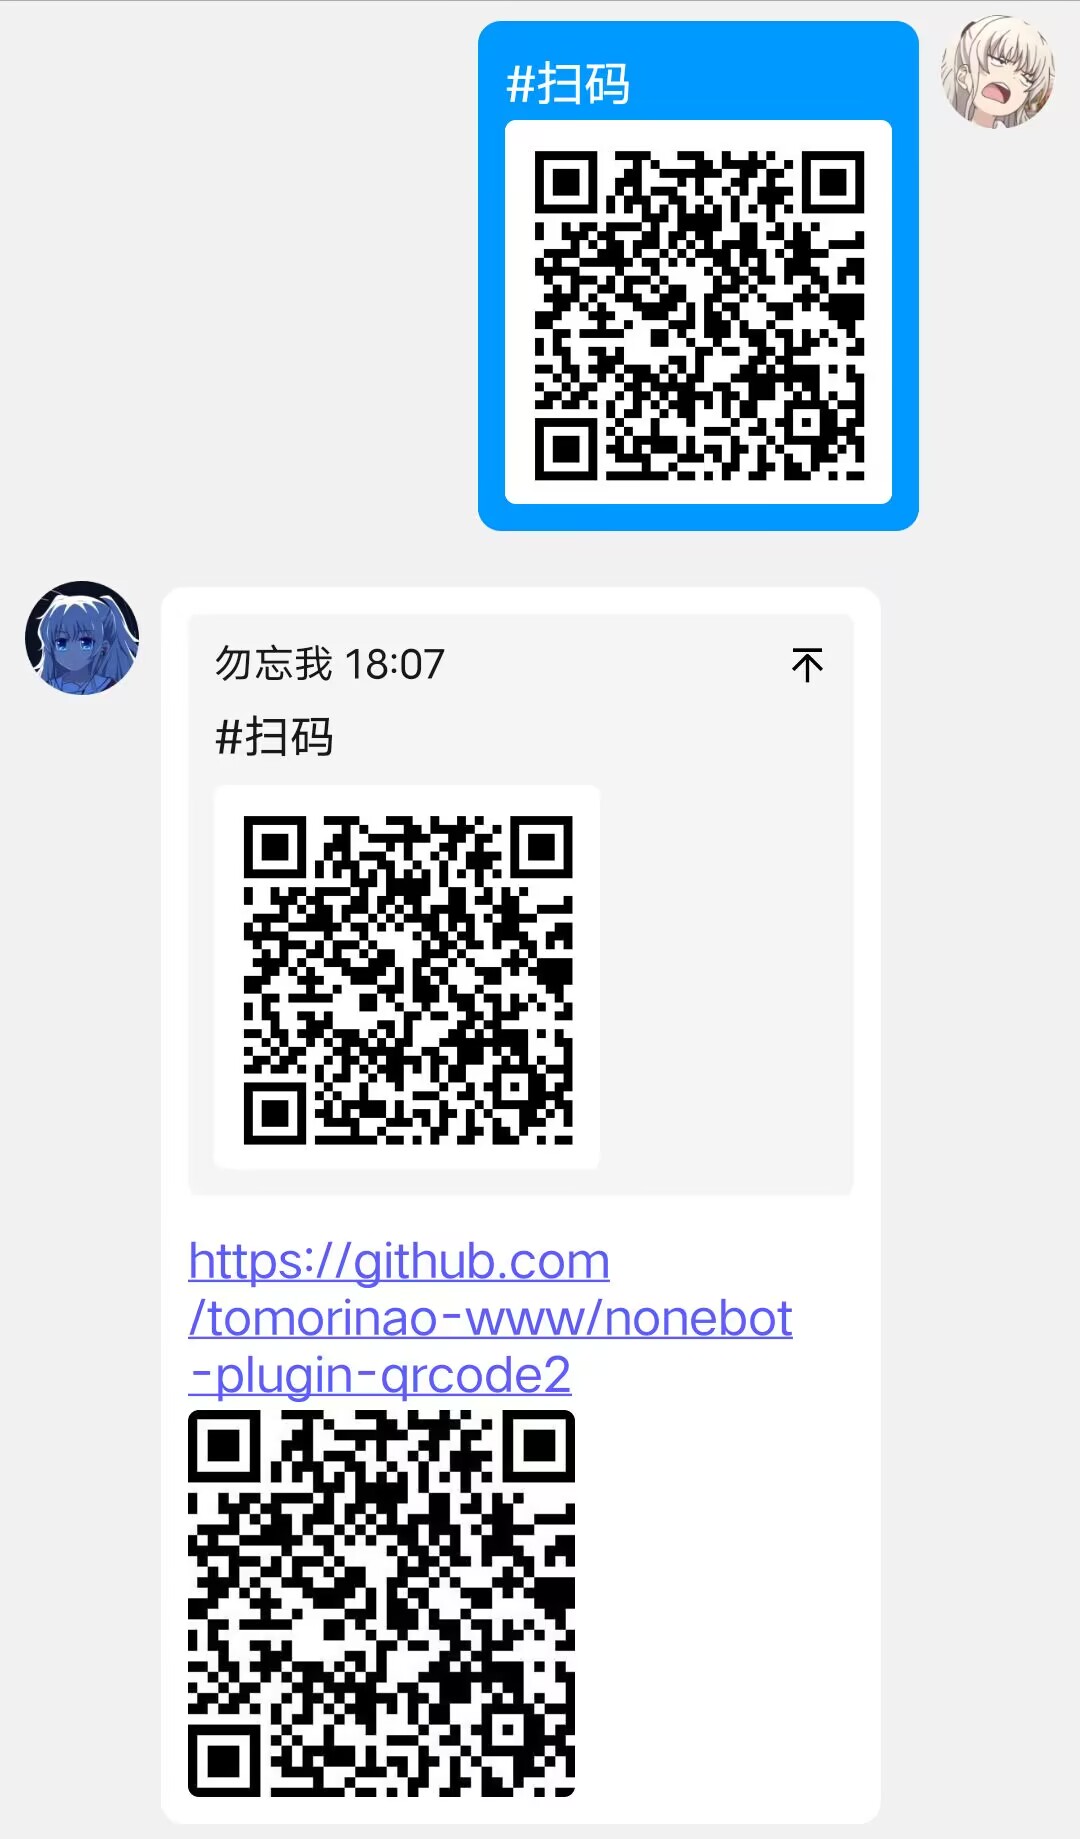 #扫码
勿忘我 18:07
#扫码
https://github.com
/tomorinao-www/nonebot
-plugin-qrcode2